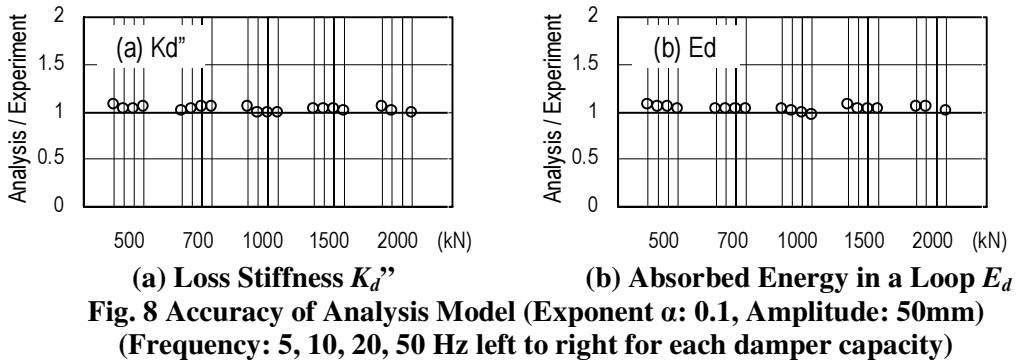 2
(a) Kd”
1.5
1
0.5
0
Analysis / Experiment
500 700 1000 1500 2000 (kN)
2
(b) Ed
1.5
1
0.5
0
Analysis / Experiment
500 700 1000 1500 2000 (kN)
(a) Loss Stiffness Kd”
(b) Absorbed Energy in a Loop Ed
Fig. 8 Accuracy of Analysis Model (Exponent α: 0.1, Amplitude: 50mm)
(Frequency: 5, 10, 20, 50 Hz left to right for each damper capacity)